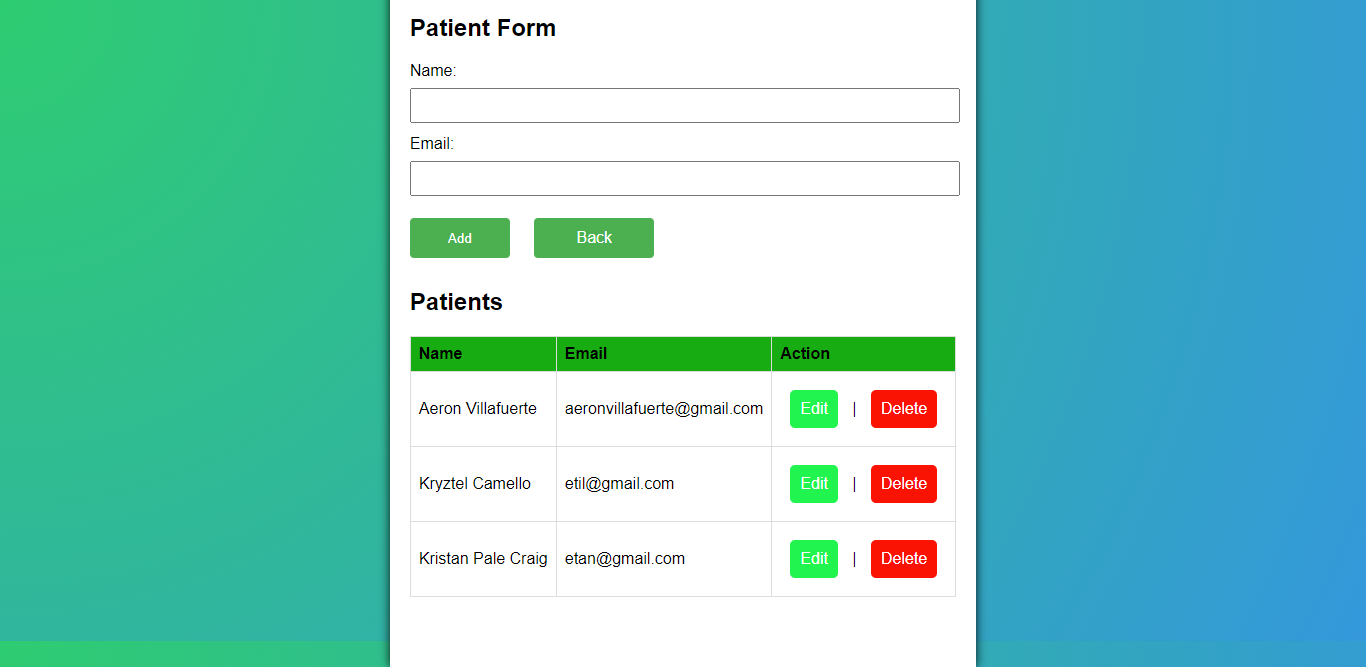 Patient Form
Name:
Email:
Add Back
Patients
Name Email Action
Aeron Villafuerte aeronvillafuerte@gmail.com Edit | Delete
Kryztel Camello etil@gmail.com Edit | Delete
Kristan Pale Craig etan@gmail.com Edit | Delete